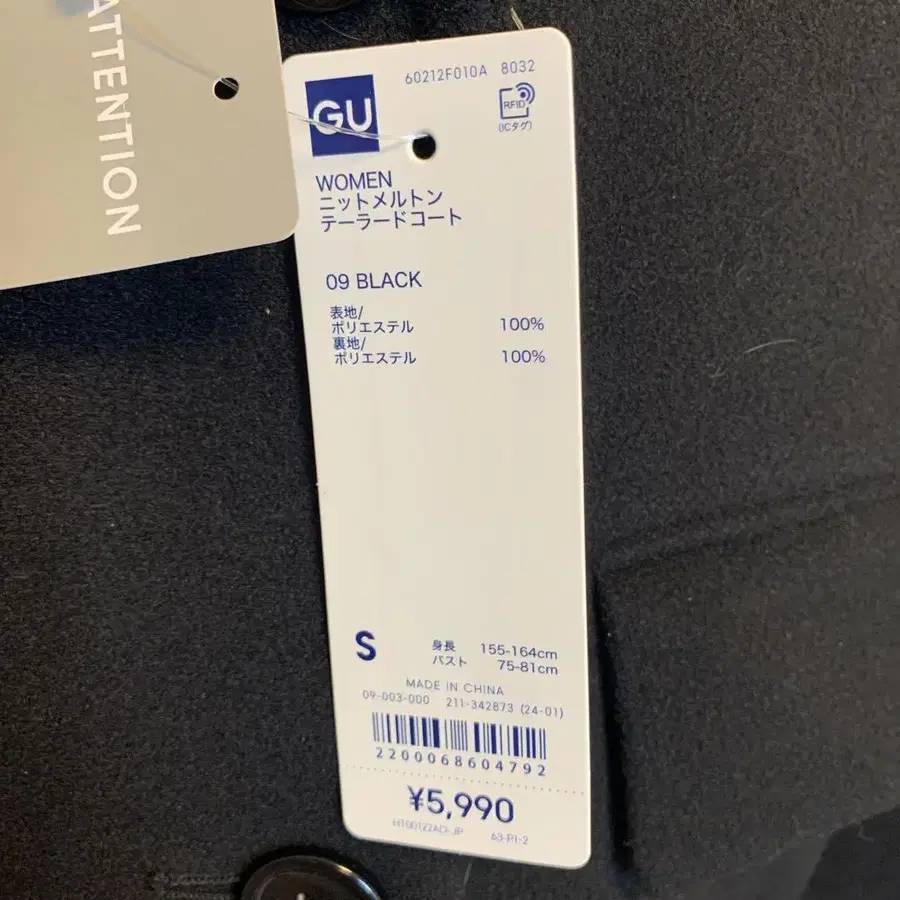 ATTENTION
60212F010A 8032
GU
RFID
(ICタグ)
WOMEN
ニットメルトン
テーラードコート
09 BLACK
表地/
ポリエステル 100%
裏地/
ポリエステル 100%
S 身長 155-164cm
バスト 75-81cm
MADE IN CHINA
09-003-000 211-342873 (24-01)
2200068604792
¥5,990
63-P1-2